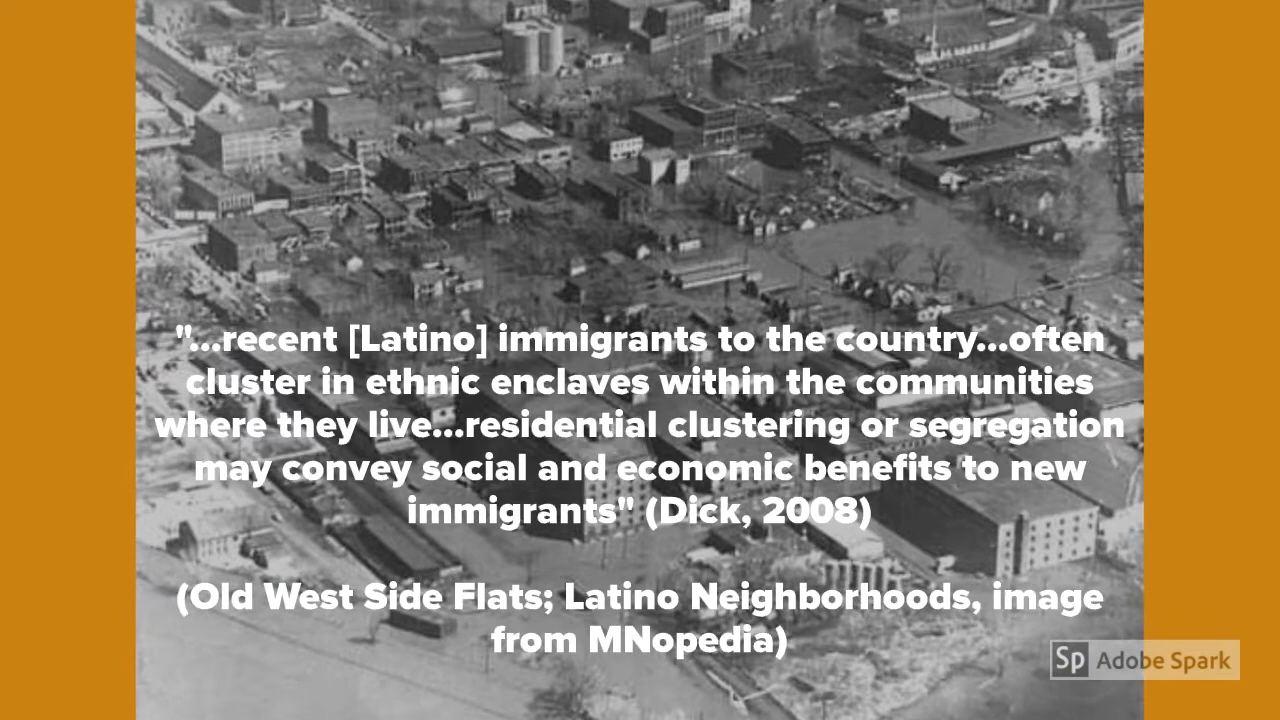 "...recent [Latino] immigrants to the country...often
cluster in ethnic enclaves within the communities
where they live...residential clustering or segregation
may convey social and economic benefits to new
immigrants" (Dick, 2008)
(Old West Side Flats; Latino Neighborhoods, image
from MNopedia)
Sp Adobe Spark